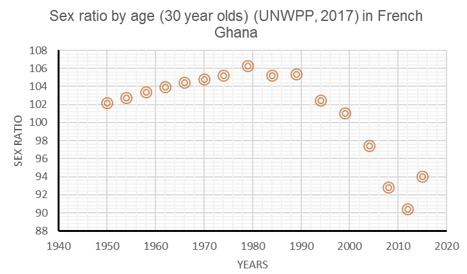 Sex ratio by age (30 year olds) (UNWPP, 2017) in French
Ghana
108
106
104
102
100
98
96
94
92
90
88
SEX RATIO
1940 1950 1960 1970 1980 1990 2000 2010 2020
YEARS